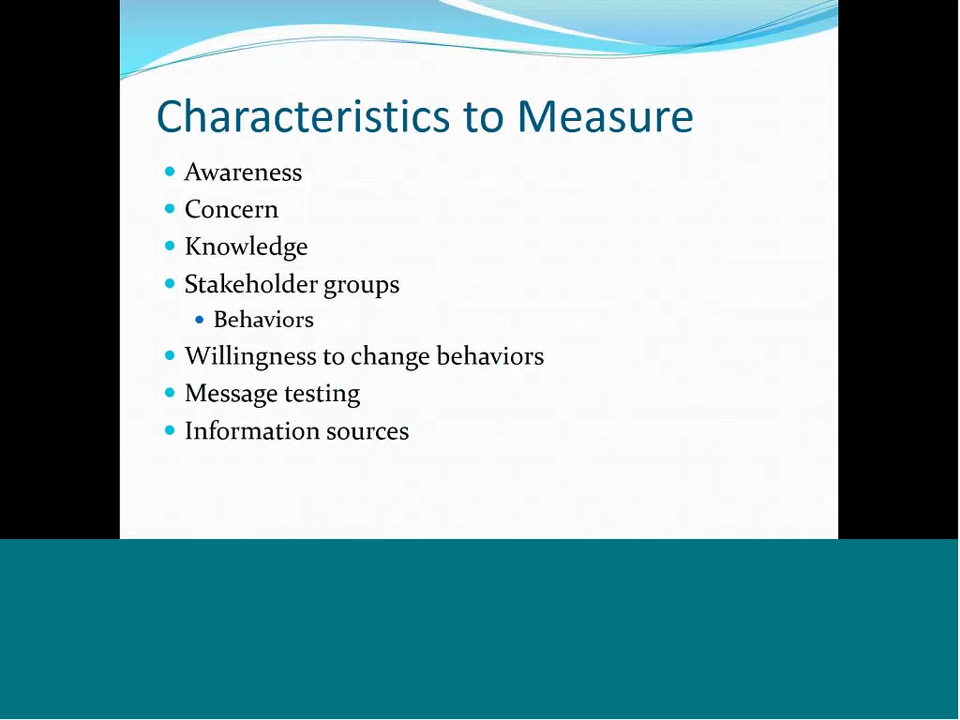 Characteristics to Measure
Awareness
Concern
Knowledge
Stakeholder groups
Behaviors
Willingness to change behaviors
Message testing
Information sources